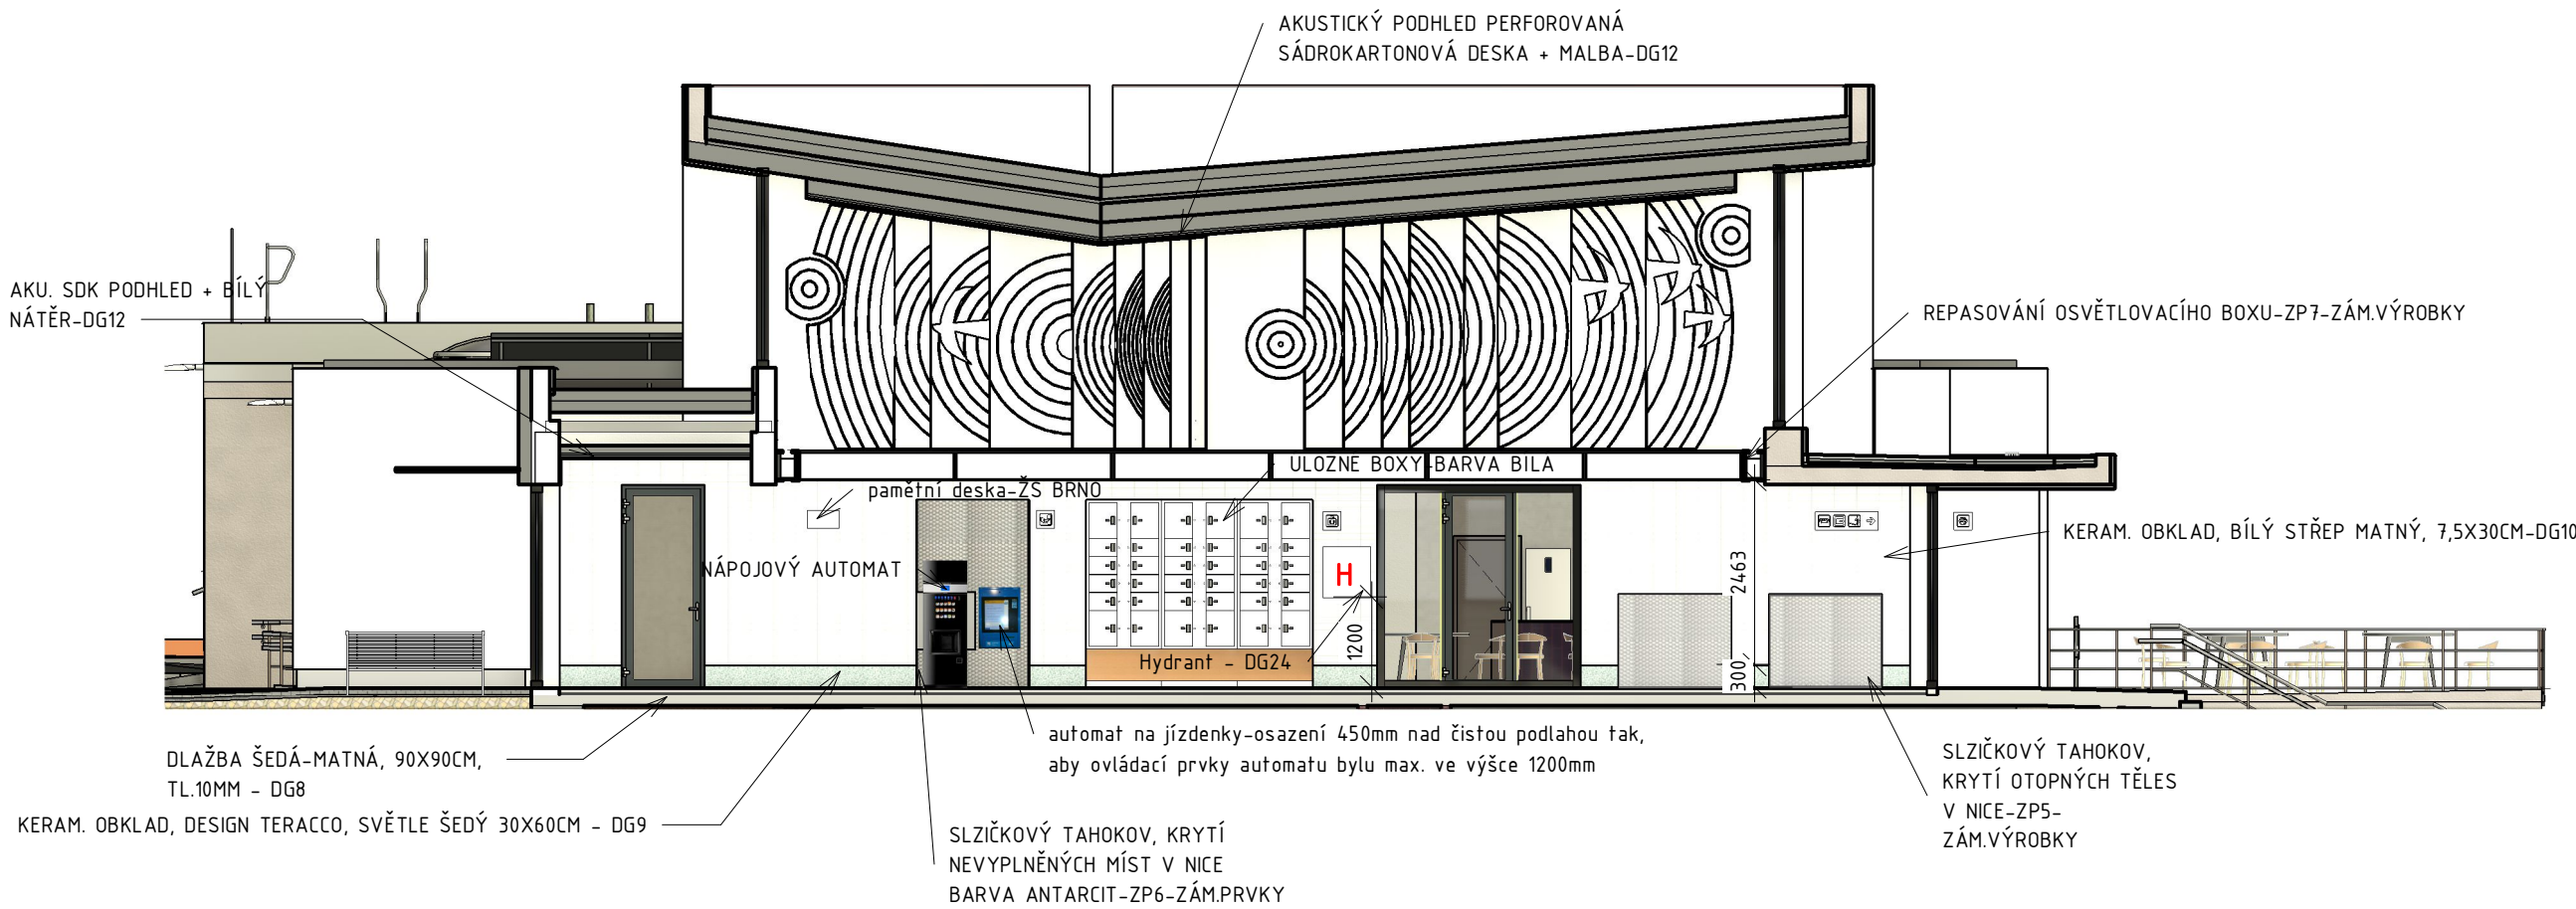 AKUSTICKÝ PODHLED PERFOROVANÁ
SÁDROKARTONOVÁ DESKA + MALBA-DG12
AKU. SDK PODHLED + BÍLÝ
NÁTĚR-DG12
REPASOVÁNÍ OSVĚTLOVACÍHO BOXU-ZP7-ZÁM.VÝROBKY
ULOZNE BOXY-BARVA BILA
pamětní deska-ŽS BRNO
KERAM. OBKLAD, BÍLÝ STŘEP MATNÝ, 7,5X30CM-DG10
NÁPOJOVÝ AUTOMAT
H
2463
1200
300
Hydrant - DG24
automat na jízdenky-osazení 450mm nad čistou podlahou tak,
aby ovládací prvky automatu bylu max. ve výšce 1200mm
DLAŽBA ŠEDÁ-MATNÁ, 90X90CM,
TL.10MM - DG8
KERAM. OBKLAD, DESIGN TERACCO, SVĚTLE ŠEDÝ 30X60CM - DG9
SLZIČKOVÝ TAHOKOV, KRYTÍ
NEVYPLNĚNÝCH MÍST V NICE
BARVA ANTARCIT-ZP6-ZÁM.PRVKY
SLZIČKOVÝ TAHOKOV,
KRYTÍ OTOPNÝCH TĚLES
V NICE-ZP5-
ZÁM.VÝROBKY